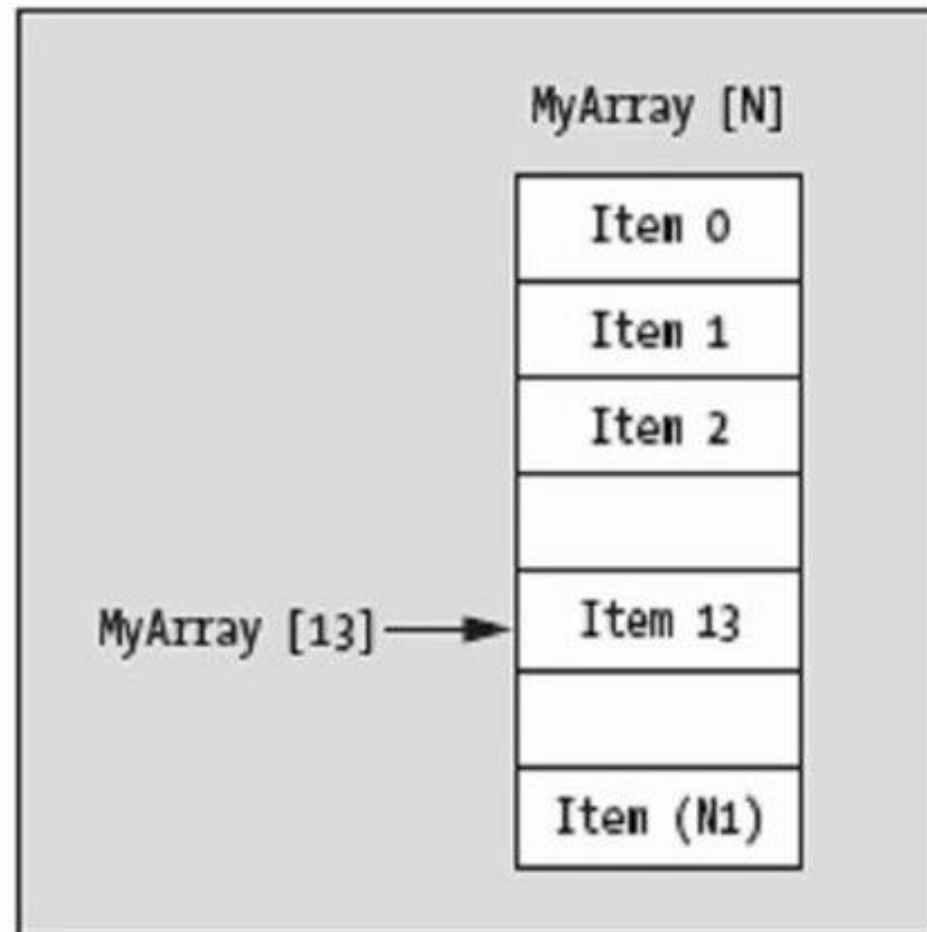 MyArray [N]
Item 0
Item 1
Item 2
MyArray [13]
Item 13
Item (N1)